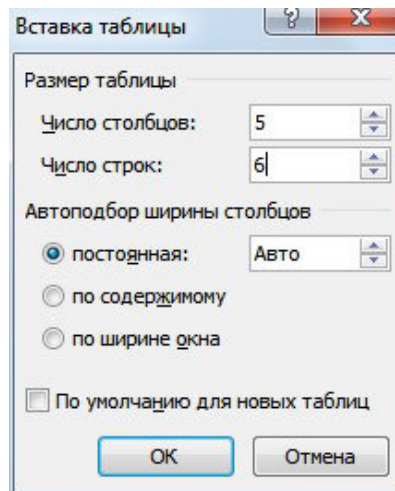 Вставка таблицы
Размер таблицы
Число столбцов: 5
Число строк: 6
Автоподбор ширины столбцов
постоянная: Авто
по содержимому
по ширине окна
По умолчанию для новых таблиц
ОК Отмена